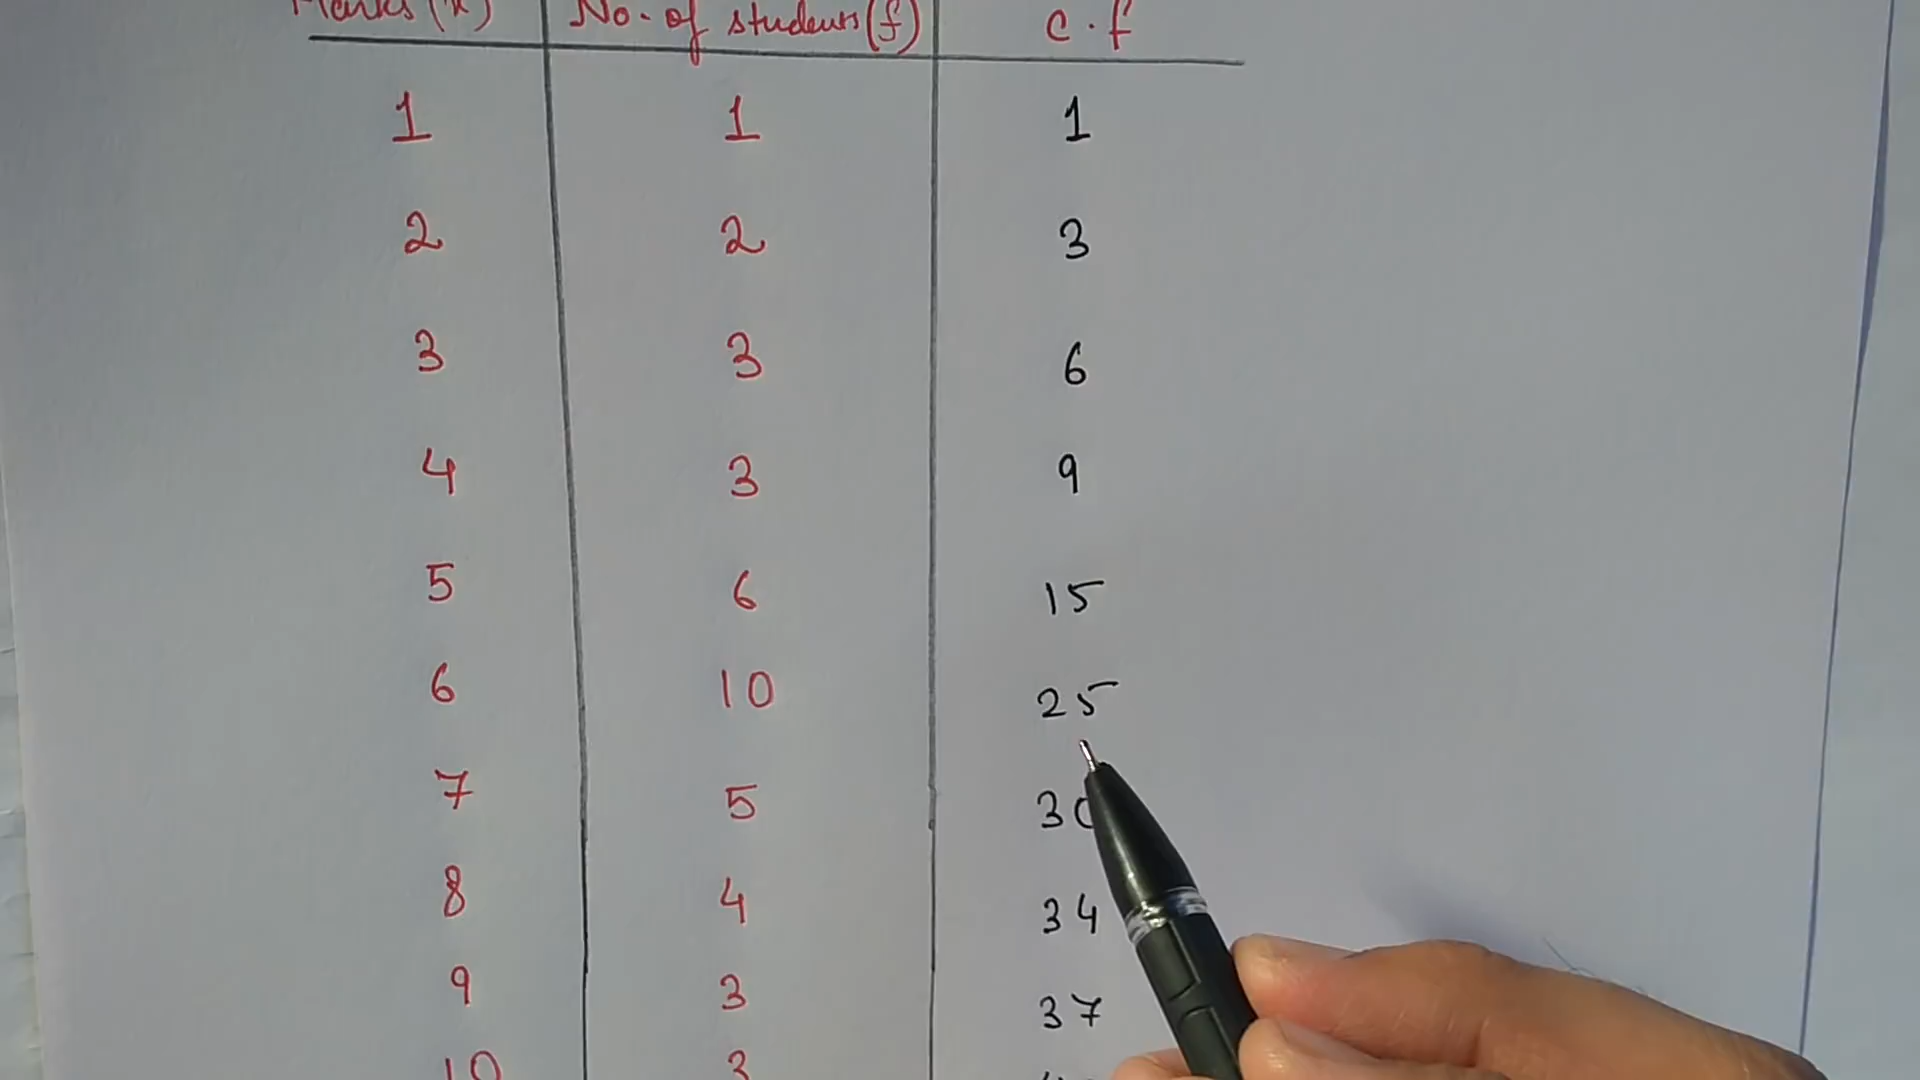 Marks (x) No. of students (f) c.f
1 1 1
2 2 3
3 3 6
4 3 9
5 6 15
6 10 25
7 5 30
8 4 34
9 3 37
10 3